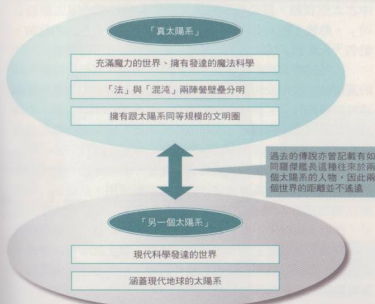 「真太陽系」
充滿魔力的世界、擁有發達的魔法科學
「法」與「混沌」兩陣營壁壘分明
擁有跟太陽系同等規模的文明圈
過去的傳說亦曾記載有如
同羅傑艦長這種往來於兩
個太陽系的人物,因此兩
個世界的距離並不遙遠
「另一個太陽系」
現代科學發達的世界
涵蓋現代地球的太陽系